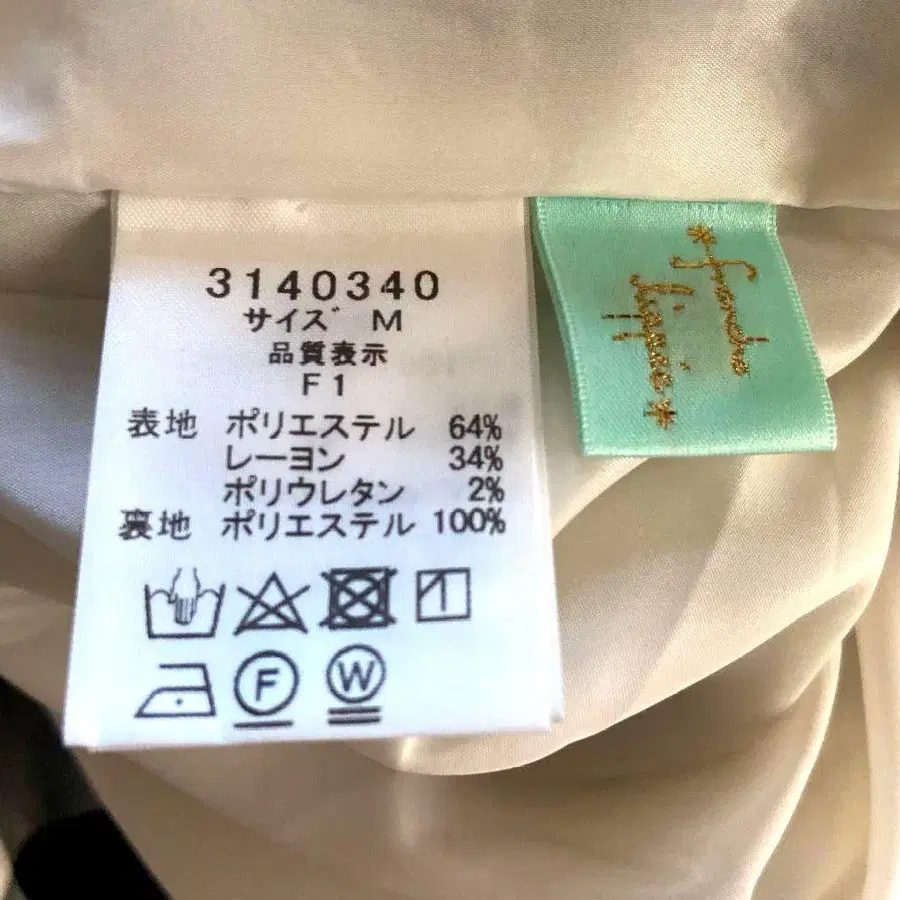 3140340
サイズ M
品質表示
F1
表地 ポリエステル 64%
レーヨン 34%
ポリウレタン 2%
裏地 ポリエステル 100%
F W
*franche
lippée*